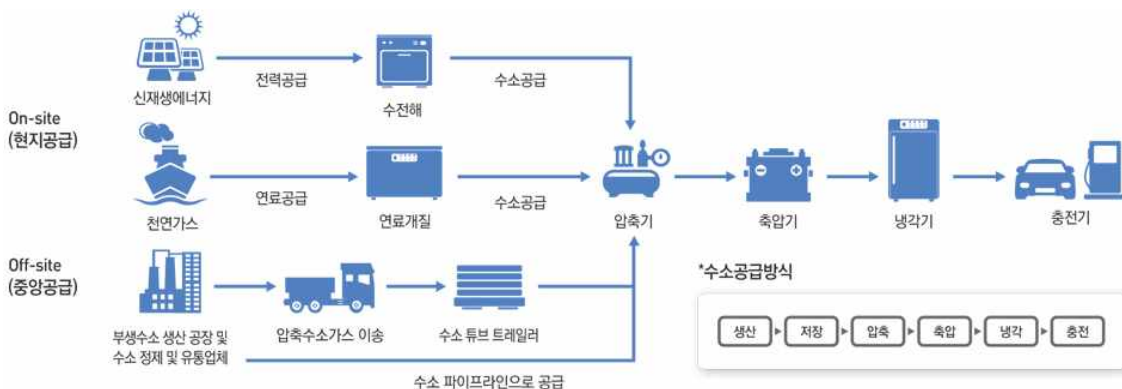 전력공급
수소공급
신재생에너지
수전해
On-site
(현지공급)
연료공급
수소공급
천연가스
연료개질
압축기
축압기
냉각기
충전기
Off-site
(중앙공급)
*수소공급방식
부생수소 생산 공장 및
수소 정제 및 유통업체
압축수소가스 이송
수소 튜브 트레일러
생산
저장
압축
축압
냉각
충전
수소 파이프라인으로 공급